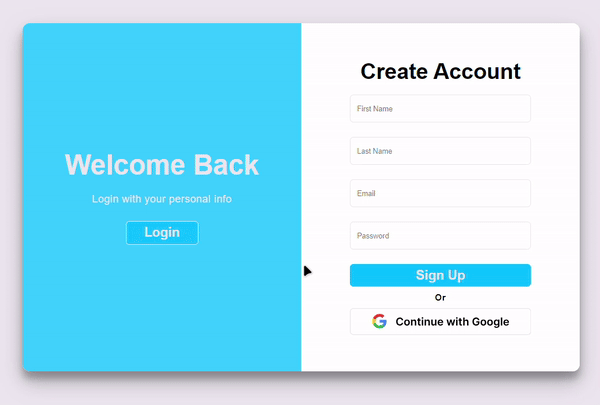 Welcome Back
Login with your personal info
Login
Create Account
First Name
Last Name
Email
Password
Sign Up
Or
Continue with Google